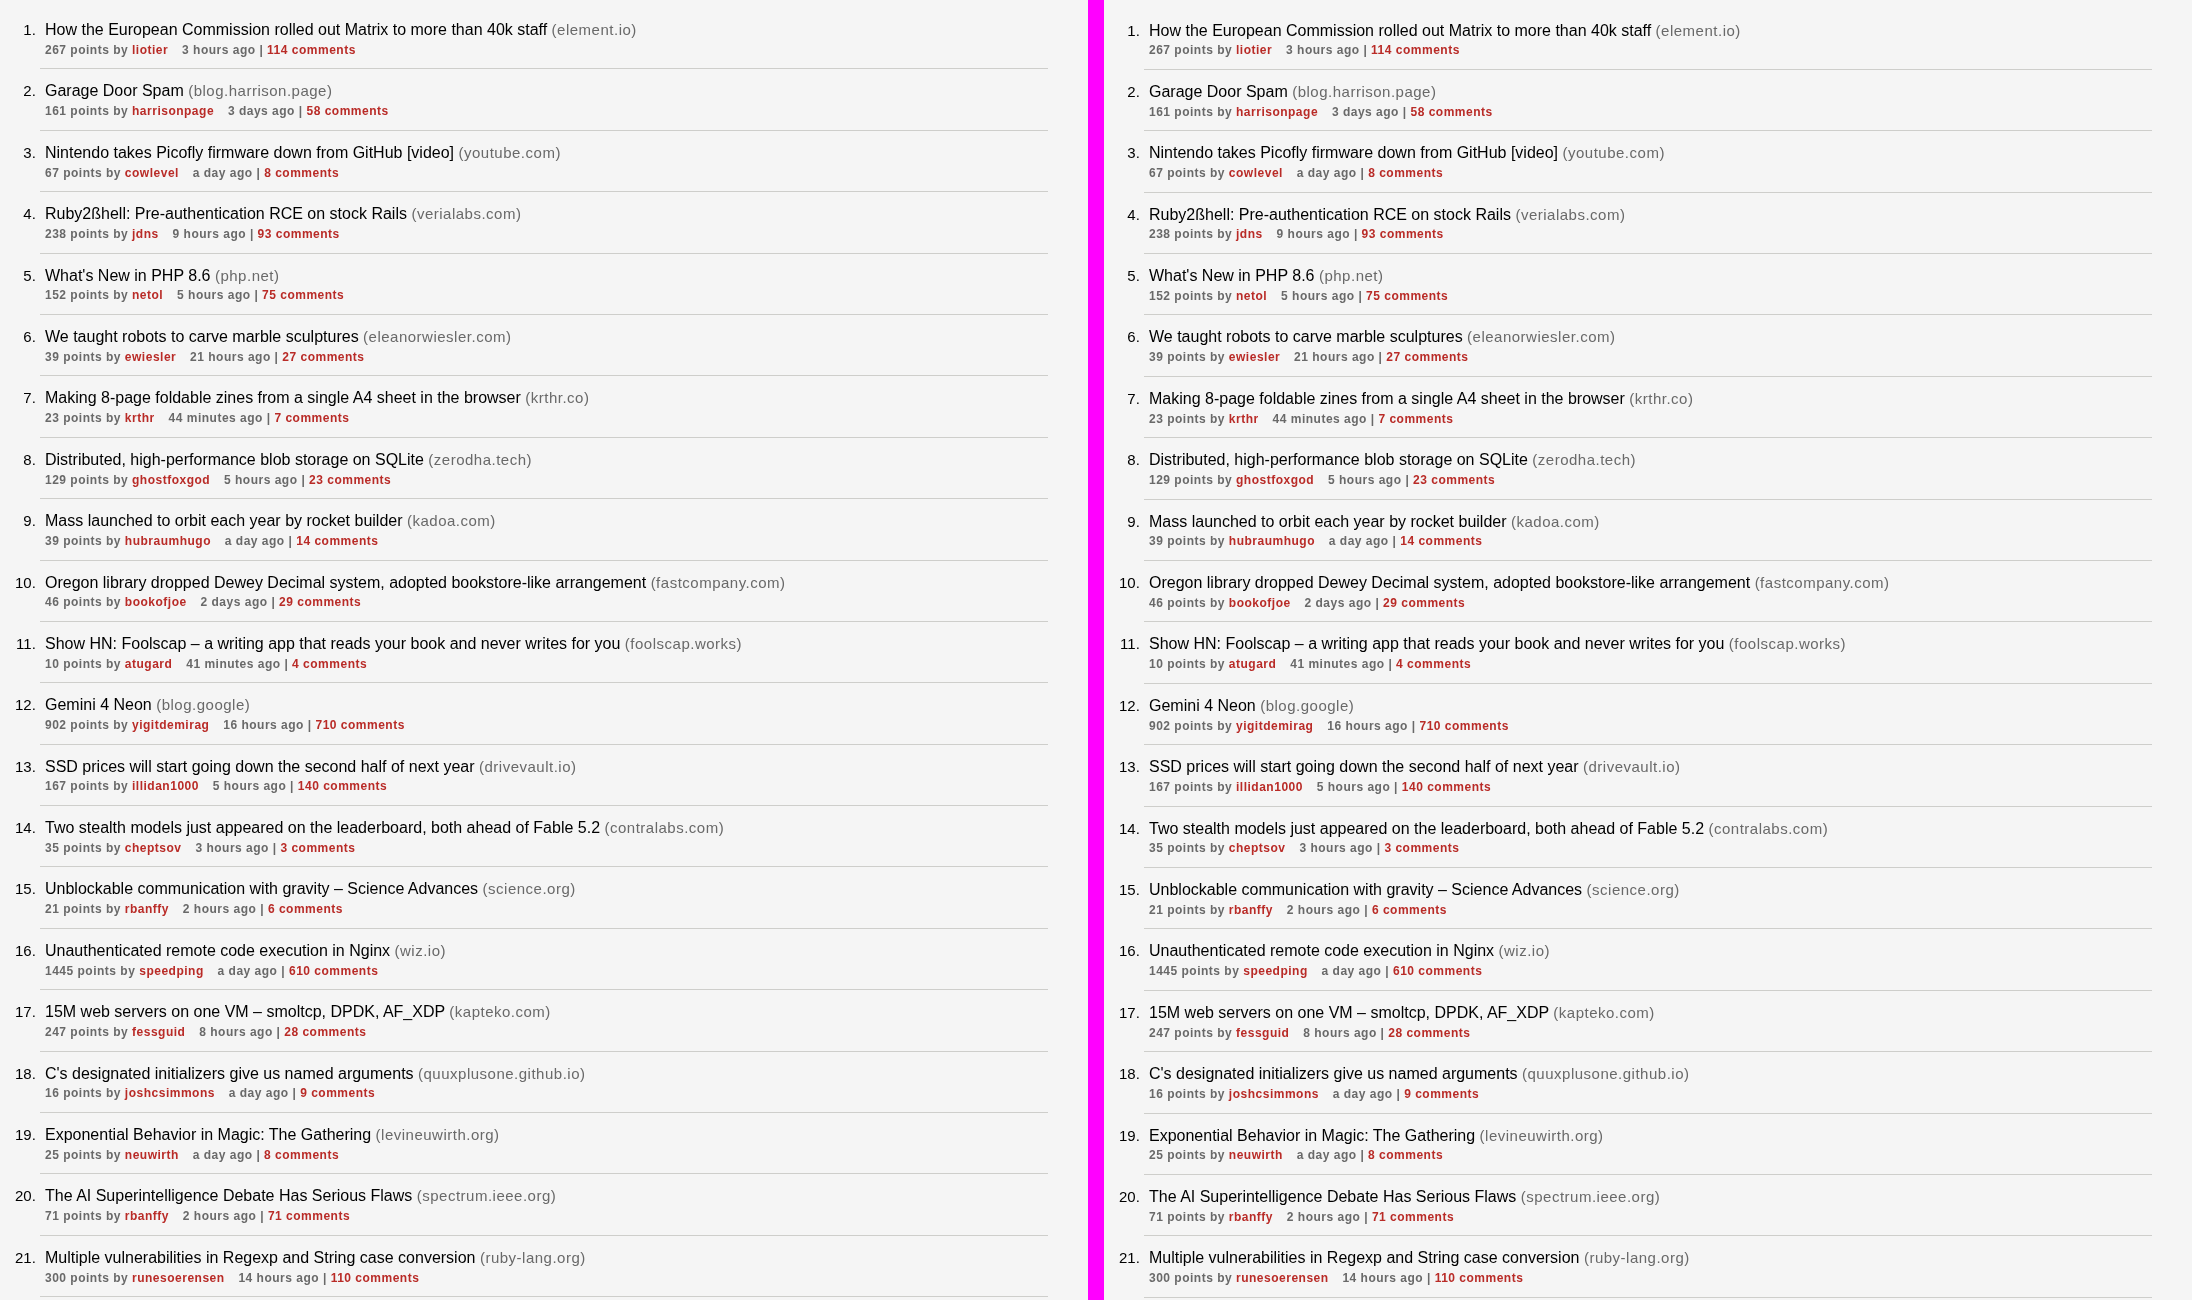 1. How the European Commission rolled out Matrix to more than 40k staff (element.io)
267 points by liotier 3 hours ago | 114 comments
2. Garage Door Spam (blog.harrison.page)
161 points by harrisonpage 3 days ago | 58 comments
3. Nintendo takes Picofly firmware down from GitHub [video] (youtube.com)
67 points by cowlevel a day ago | 8 comments
4. Ruby2ßhell: Pre-authentication RCE on stock Rails (verialabs.com)
238 points by jdns 9 hours ago | 93 comments
5. What's New in PHP 8.6 (php.net)
152 points by netol 5 hours ago | 75 comments
6. We taught robots to carve marble sculptures (eleanorwiesler.com)
39 points by ewiesler 21 hours ago | 27 comments
7. Making 8-page foldable zines from a single A4 sheet in the browser (krthr.co)
23 points by krthr 44 minutes ago | 7 comments
8. Distributed, high-performance blob storage on SQLite (zerodha.tech)
129 points by ghostfoxgod 5 hours ago | 23 comments
9. Mass launched to orbit each year by rocket builder (kadoa.com)
39 points by hubraumhugo a day ago | 14 comments
10. Oregon library dropped Dewey Decimal system, adopted bookstore-like arrangement (fastcompany.com)
46 points by bookofjoe 2 days ago | 29 comments
11. Show HN: Foolscap – a writing app that reads your book and never writes for you (foolscap.works)
10 points by atugard 41 minutes ago | 4 comments
12. Gemini 4 Neon (blog.google)
902 points by yigitdemirag 16 hours ago | 710 comments
13. SSD prices will start going down the second half of next year (drivevault.io)
167 points by illidan1000 5 hours ago | 140 comments
14. Two stealth models just appeared on the leaderboard, both ahead of Fable 5.2 (contralabs.com)
35 points by cheptsov 3 hours ago | 3 comments
15. Unblockable communication with gravity – Science Advances (science.org)
21 points by rbanffy 2 hours ago | 6 comments
16. Unauthenticated remote code execution in Nginx (wiz.io)
1445 points by speedping a day ago | 610 comments
17. 15M web servers on one VM – smoltcp, DPDK, AF_XDP (kapteko.com)
247 points by fessguid 8 hours ago | 28 comments
18. C's designated initializers give us named arguments (quuxplusone.github.io)
16 points by joshcsimmons a day ago | 9 comments
19. Exponential Behavior in Magic: The Gathering (levineuwirth.org)
25 points by neuwirth a day ago | 8 comments
20. The AI Superintelligence Debate Has Serious Flaws (spectrum.ieee.org)
71 points by rbanffy 2 hours ago | 71 comments
21. Multiple vulnerabilities in Regexp and String case conversion (ruby-lang.org)
300 points by runesoerensen 14 hours ago | 110 comments
1. How the European Commission rolled out Matrix to more than 40k staff (element.io)
267 points by liotier 3 hours ago | 114 comments
2. Garage Door Spam (blog.harrison.page)
161 points by harrisonpage 3 days ago | 58 comments
3. Nintendo takes Picofly firmware down from GitHub [video] (youtube.com)
67 points by cowlevel a day ago | 8 comments
4. Ruby2ßhell: Pre-authentication RCE on stock Rails (verialabs.com)
238 points by jdns 9 hours ago | 93 comments
5. What's New in PHP 8.6 (php.net)
152 points by netol 5 hours ago | 75 comments
6. We taught robots to carve marble sculptures (eleanorwiesler.com)
39 points by ewiesler 21 hours ago | 27 comments
7. Making 8-page foldable zines from a single A4 sheet in the browser (krthr.co)
23 points by krthr 44 minutes ago | 7 comments
8. Distributed, high-performance blob storage on SQLite (zerodha.tech)
129 points by ghostfoxgod 5 hours ago | 23 comments
9. Mass launched to orbit each year by rocket builder (kadoa.com)
39 points by hubraumhugo a day ago | 14 comments
10. Oregon library dropped Dewey Decimal system, adopted bookstore-like arrangement (fastcompany.com)
46 points by bookofjoe 2 days ago | 29 comments
11. Show HN: Foolscap – a writing app that reads your book and never writes for you (foolscap.works)
10 points by atugard 41 minutes ago | 4 comments
12. Gemini 4 Neon (blog.google)
902 points by yigitdemirag 16 hours ago | 710 comments
13. SSD prices will start going down the second half of next year (drivevault.io)
167 points by illidan1000 5 hours ago | 140 comments
14. Two stealth models just appeared on the leaderboard, both ahead of Fable 5.2 (contralabs.com)
35 points by cheptsov 3 hours ago | 3 comments
15. Unblockable communication with gravity – Science Advances (science.org)
21 points by rbanffy 2 hours ago | 6 comments
16. Unauthenticated remote code execution in Nginx (wiz.io)
1445 points by speedping a day ago | 610 comments
17. 15M web servers on one VM – smoltcp, DPDK, AF_XDP (kapteko.com)
247 points by fessguid 8 hours ago | 28 comments
18. C's designated initializers give us named arguments (quuxplusone.github.io)
16 points by joshcsimmons a day ago | 9 comments
19. Exponential Behavior in Magic: The Gathering (levineuwirth.org)
25 points by neuwirth a day ago | 8 comments
20. The AI Superintelligence Debate Has Serious Flaws (spectrum.ieee.org)
71 points by rbanffy 2 hours ago | 71 comments
21. Multiple vulnerabilities in Regexp and String case conversion (ruby-lang.org)
300 points by runesoerensen 14 hours ago | 110 comments